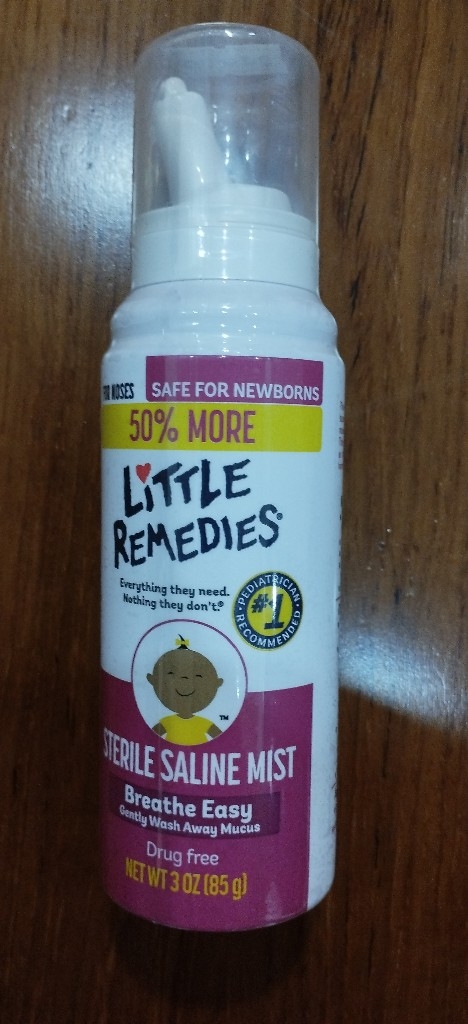 FOR NOSES
SAFE FOR NEWBORNS
50% MORE
LiTTLE
REMEDIES®
Everything they need.
Nothing they don't.®
PEDIATRICIAN
#1
RECOMMENDED
™
STERILE SALINE MIST
Breathe Easy
Gently Wash Away Mucus
Drug free
NET WT 3 OZ (85 g)